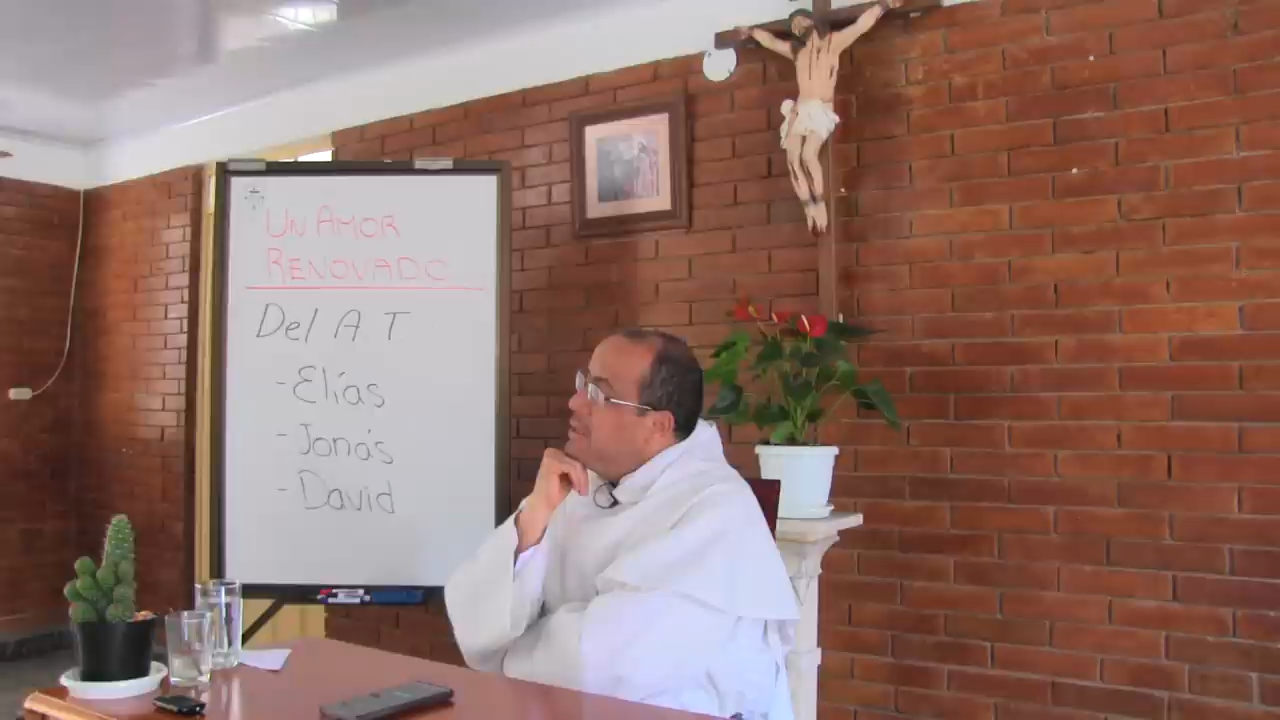 UN AMOR
RENOVADO
Del A.T.
-Elías
-Jonás
-David